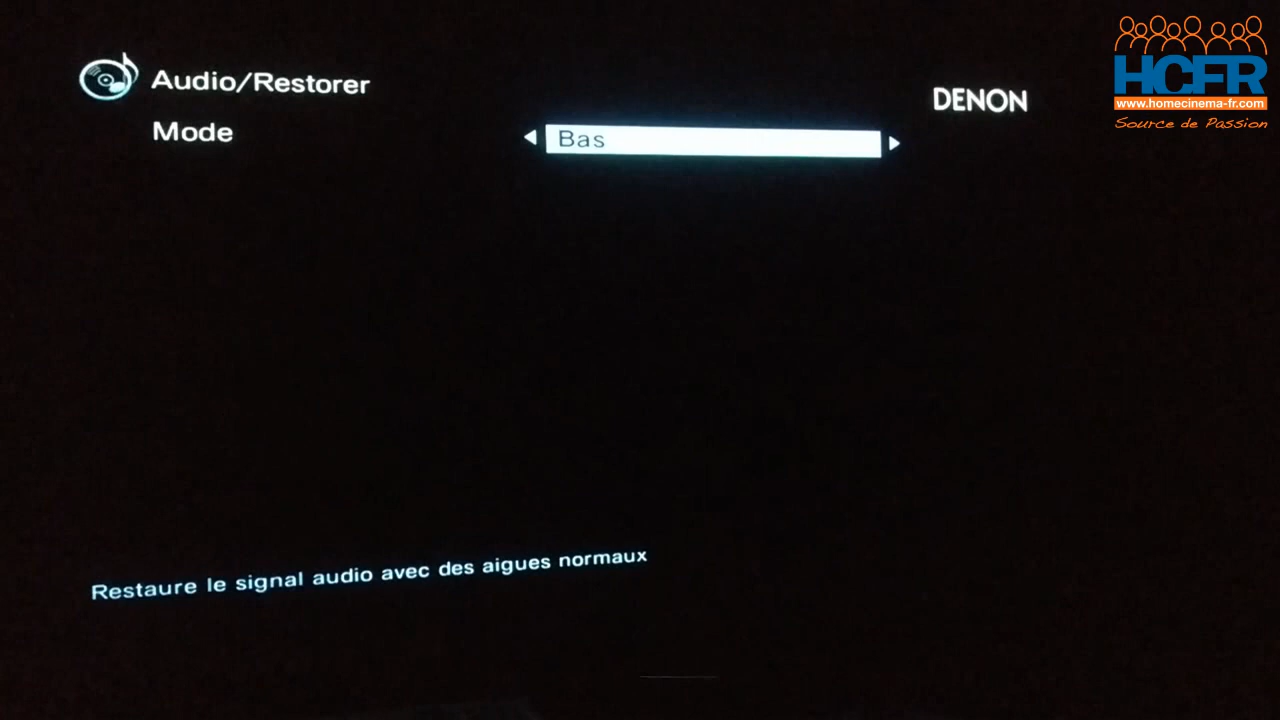 Audio/Restorer
DENON
Mode
Bas
Restaure le signal audio avec des aigues normaux
HCFR
www.homecinema-fr.com
Source de Passion